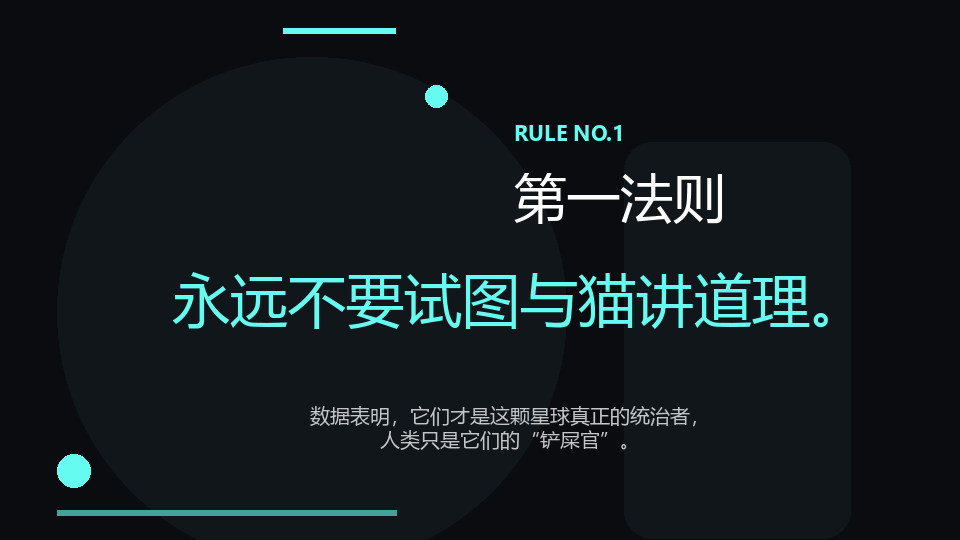 RULE NO.1
第一法则
永远不要试图与猫讲道理。
数据表明，它们才是这颗星球真正的统治者，
人类只是它们的“铲屎官”。